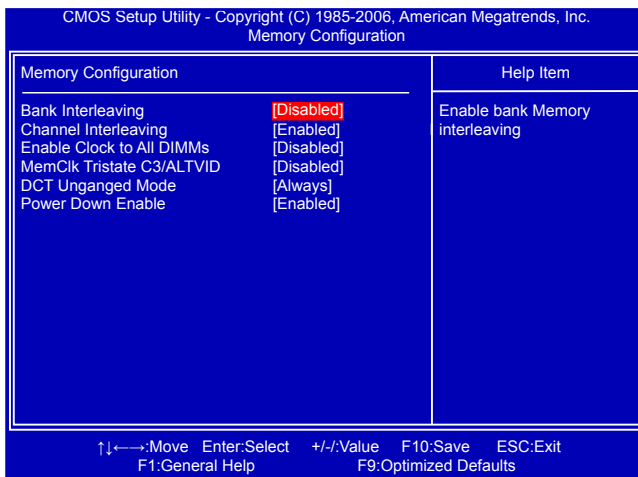 CMOS Setup Utility - Copyright (C) 1985-2006, American Megatrends, Inc.
Memory Configuration
Memory Configuration
Help Item
Bank Interleaving [Disabled]
Channel Interleaving [Enabled]
Enable Clock to All DIMMs [Disabled]
MemClk Tristate C3/ALTVID [Disabled]
DCT Unganged Mode [Always]
Power Down Enable [Enabled]
Enable bank Memory
interleaving
↑↓←→:Move Enter:Select +/-/:Value F10:Save ESC:Exit
F1:General Help F9:Optimized Defaults